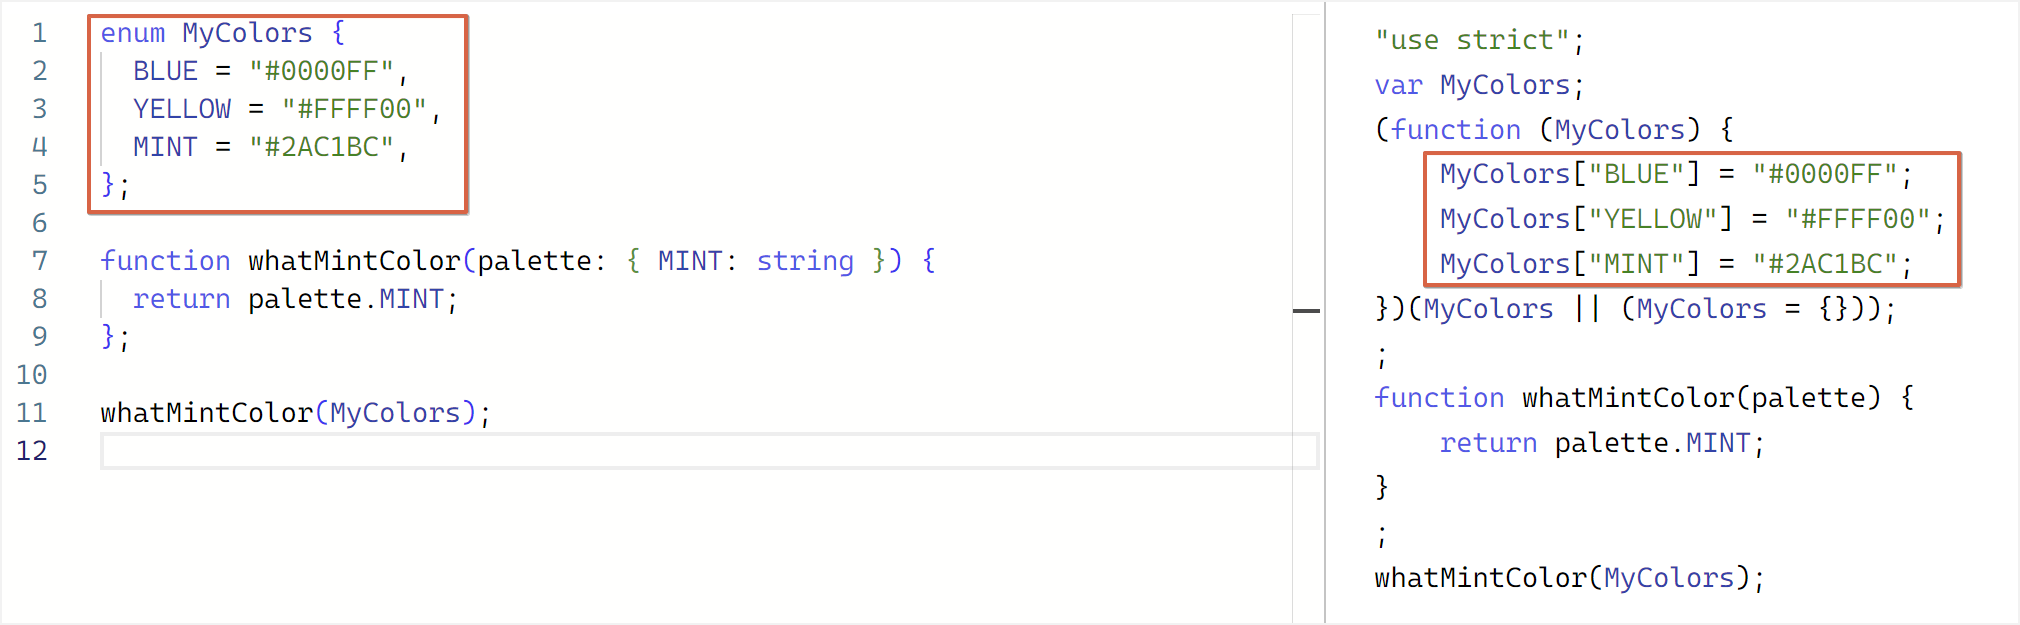 1 enum MyColors {
2   BLUE = "#0000FF",
3   YELLOW = "#FFFF00",
4   MINT = "#2AC1BC",
5 };
6
7 function whatMintColor(palette: { MINT: string }) {
8   return palette.MINT;
9 };
10
11 whatMintColor(MyColors);
12
"use strict";
var MyColors;
(function (MyColors) {
    MyColors["BLUE"] = "#0000FF";
    MyColors["YELLOW"] = "#FFFF00";
    MyColors["MINT"] = "#2AC1BC";
})(MyColors || (MyColors = {}));
;
function whatMintColor(palette) {
    return palette.MINT;
}
;
whatMintColor(MyColors);